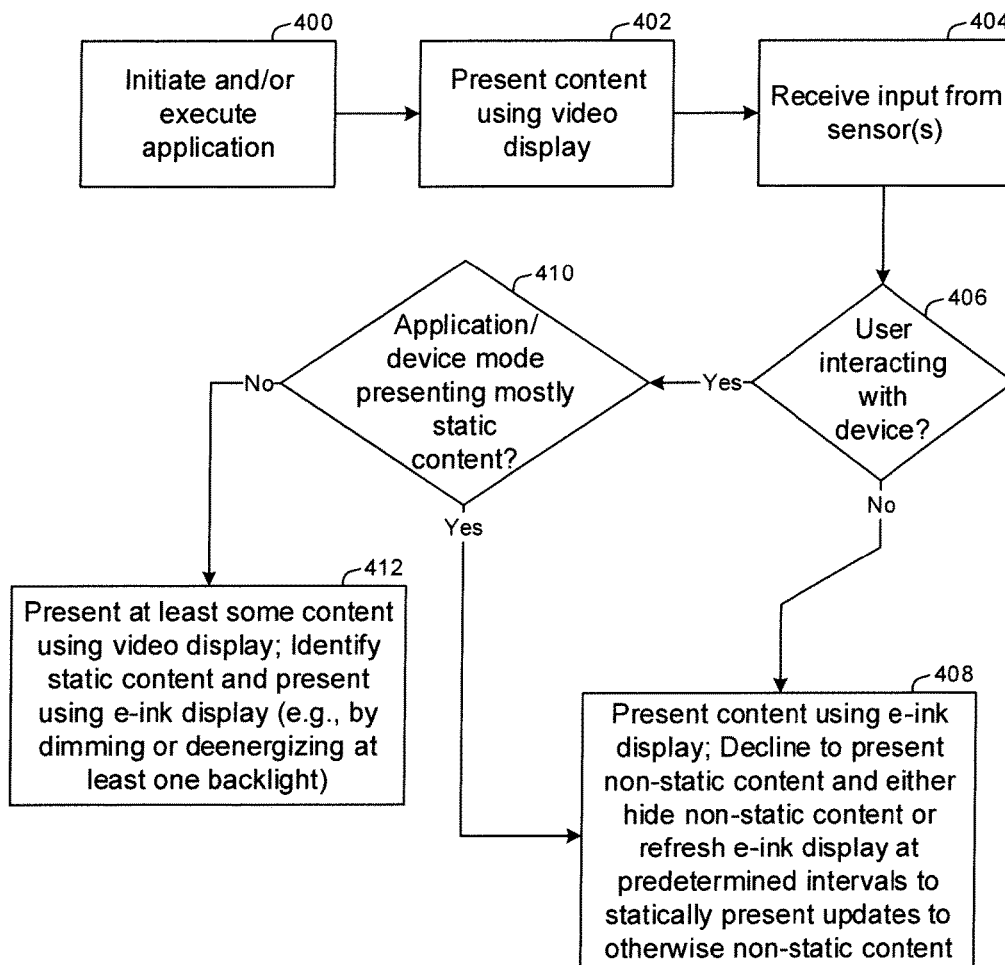 400
Initiate and/or
execute
application
402
Present content
using video
display
404
Receive input from
sensor(s)
406
User
interacting
with
device?
Yes
No
410
Application/
device mode
presenting mostly
static
content?
No
Yes
412
Present at least some content
using video display; Identify
static content and present
using e-ink display (e.g., by
dimming or deenergizing at
least one backlight)
408
Present content using e-ink
display; Decline to present
non-static content and either
hide non-static content or
refresh e-ink display at
predetermined intervals to
statically present updates to
otherwise non-static content